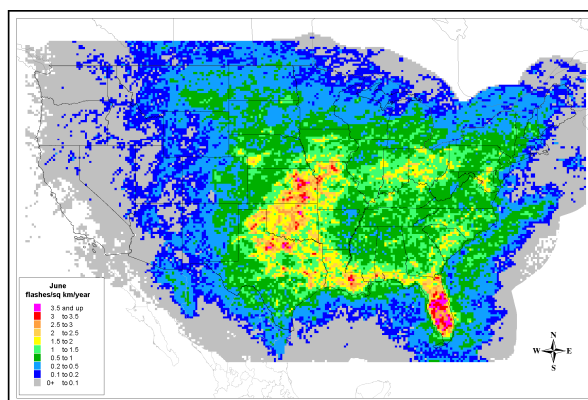 June
flashes/sq km/year
3.5 and up
3 to 3.5
2.5 to 3
2 to 2.5
1.5 to 2
1 to 1.5
0.5 to 1
0.2 to 0.5
0.1 to 0.2
0+ to 0.1
N
W E
S